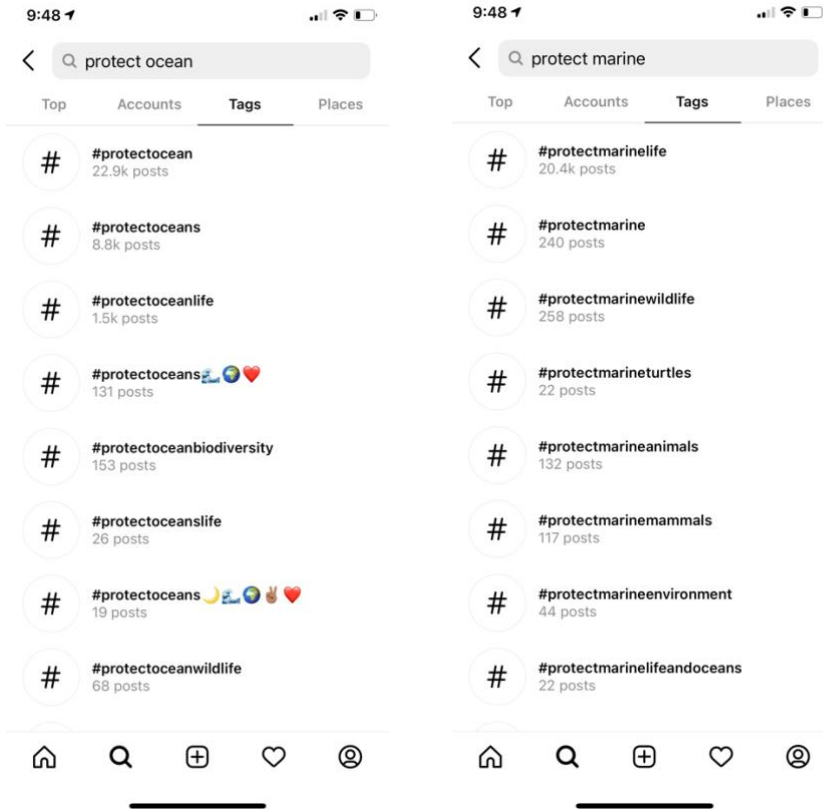 9:48
protect ocean
Top Accounts Tags Places
#
#protectocean
22.9k posts
#
#protectoceans
8.8k posts
#
#protectoceanlife
1.5k posts
#
#protectoceans🌊🌍❤️
131 posts
#
#protectoceanbiodiversity
153 posts
#
#protectoceanslife
26 posts
#
#protectoceans🌙🌊🌍✌🏽❤️
19 posts
#
#protectoceanwildlife
68 posts
9:48
protect marine
Top Accounts Tags Places
#
#protectmarinelife
20.4k posts
#
#protectmarine
240 posts
#
#protectmarinewildlife
258 posts
#
#protectmarineturtles
22 posts
#
#protectmarineanimals
132 posts
#
#protectmarinemammals
117 posts
#
#protectmarineenvironment
44 posts
#
#protectmarinelifeandoceans
22 posts